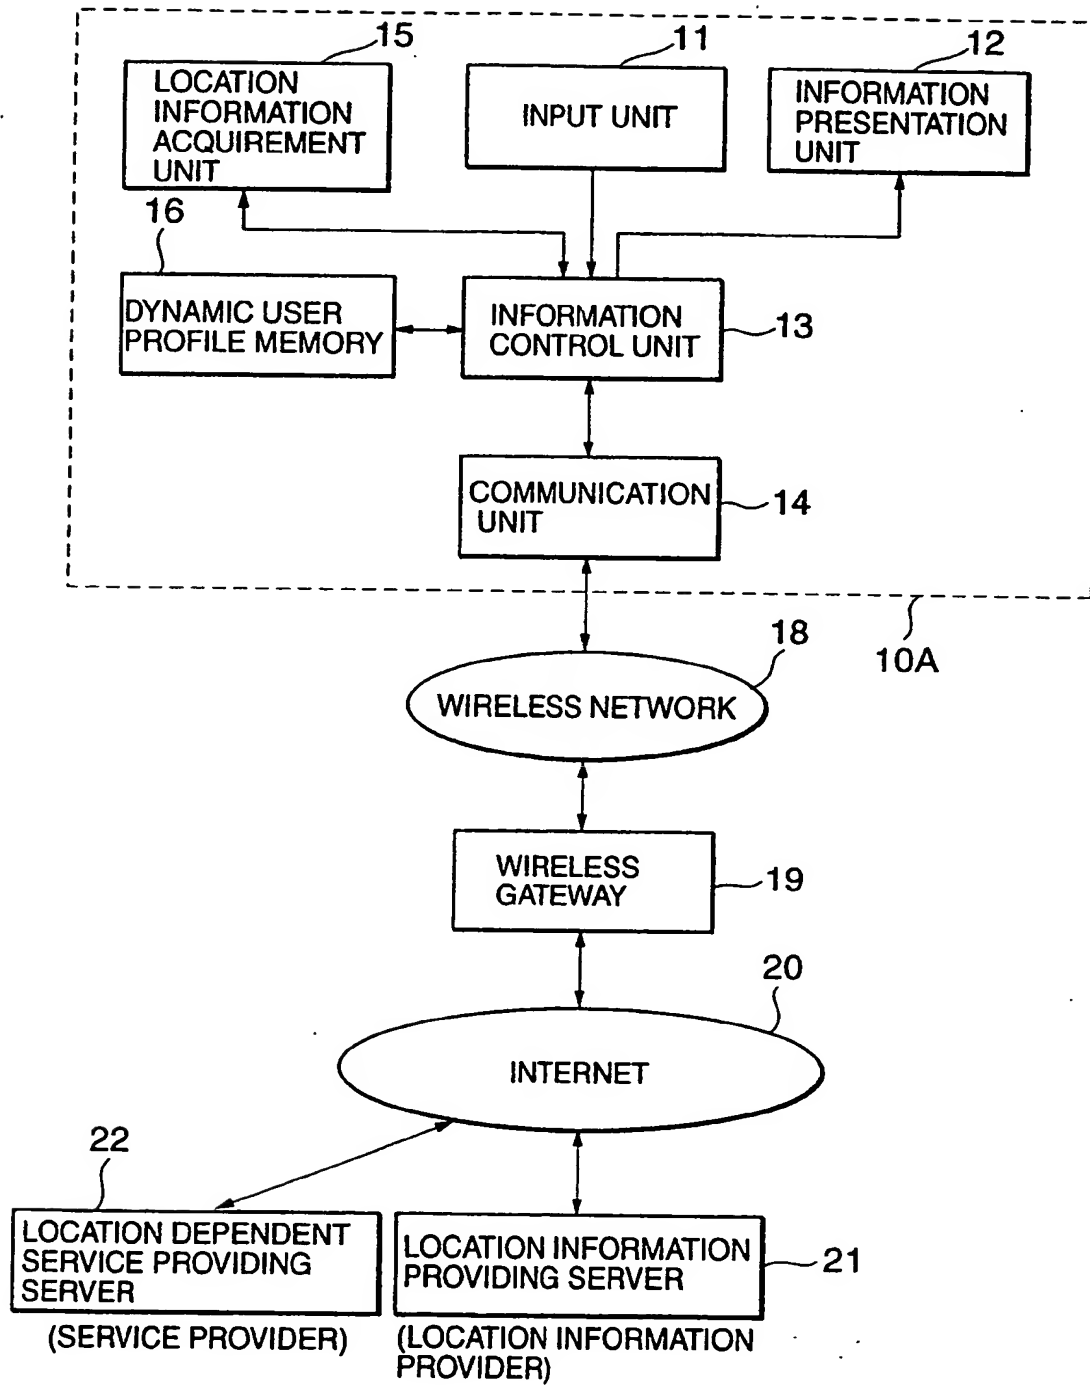 15
11
12
LOCATION
INFORMATION
ACQUIREMENT
UNIT
INPUT UNIT
INFORMATION
PRESENTATION
UNIT
16
DYNAMIC USER
PROFILE MEMORY
INFORMATION
CONTROL UNIT
13
COMMUNICATION
UNIT
14
10A
18
WIRELESS NETWORK
WIRELESS
GATEWAY
19
20
INTERNET
22
LOCATION DEPENDENT
SERVICE PROVIDING
SERVER
(SERVICE PROVIDER)
LOCATION INFORMATION
PROVIDING SERVER
21
(LOCATION INFORMATION
PROVIDER)